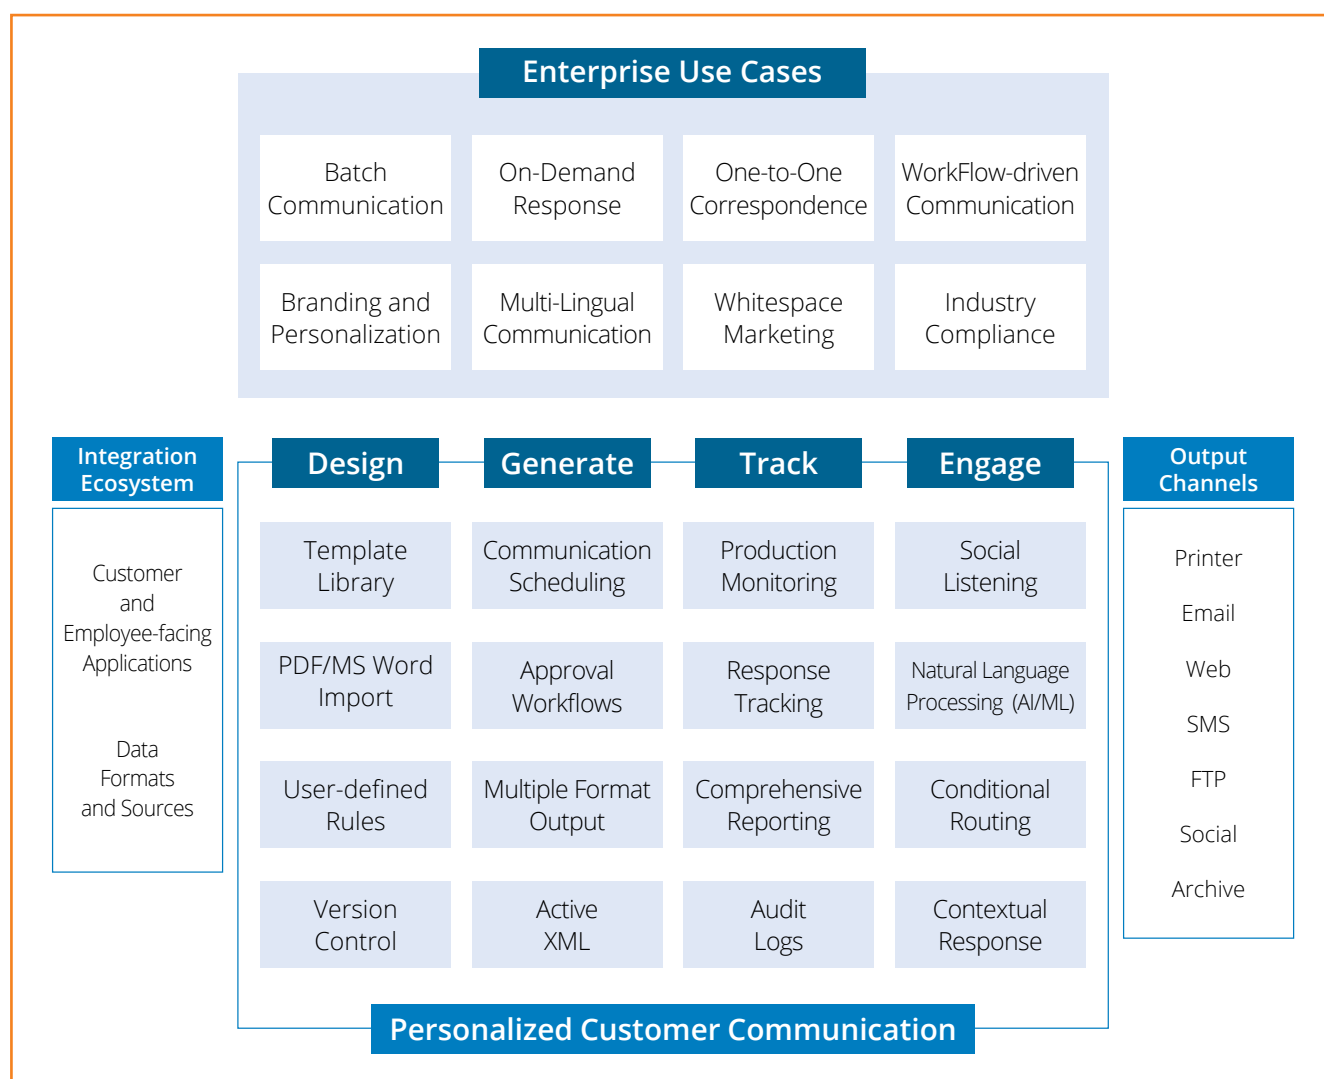 Enterprise Use Cases
Batch
Communication
On-Demand
Response
One-to-One
Correspondence
WorkFlow-driven
Communication
Branding and
Personalization
Multi-Lingual
Communication
Whitespace
Marketing
Industry
Compliance
Integration
Ecosystem
Customer
and
Employee-facing
Applications
Data
Formats
and Sources
Design
Template
Library
PDF/MS Word
Import
User-defined
Rules
Version
Control
Generate
Communication
Scheduling
Approval
Workflows
Multiple Format
Output
Active
XML
Track
Production
Monitoring
Response
Tracking
Comprehensive
Reporting
Audit
Logs
Engage
Social
Listening
Natural Language
Processing (AI/ML)
Conditional
Routing
Contextual
Response
Output
Channels
Printer
Email
Web
SMS
FTP
Social
Archive
Personalized Customer Communication